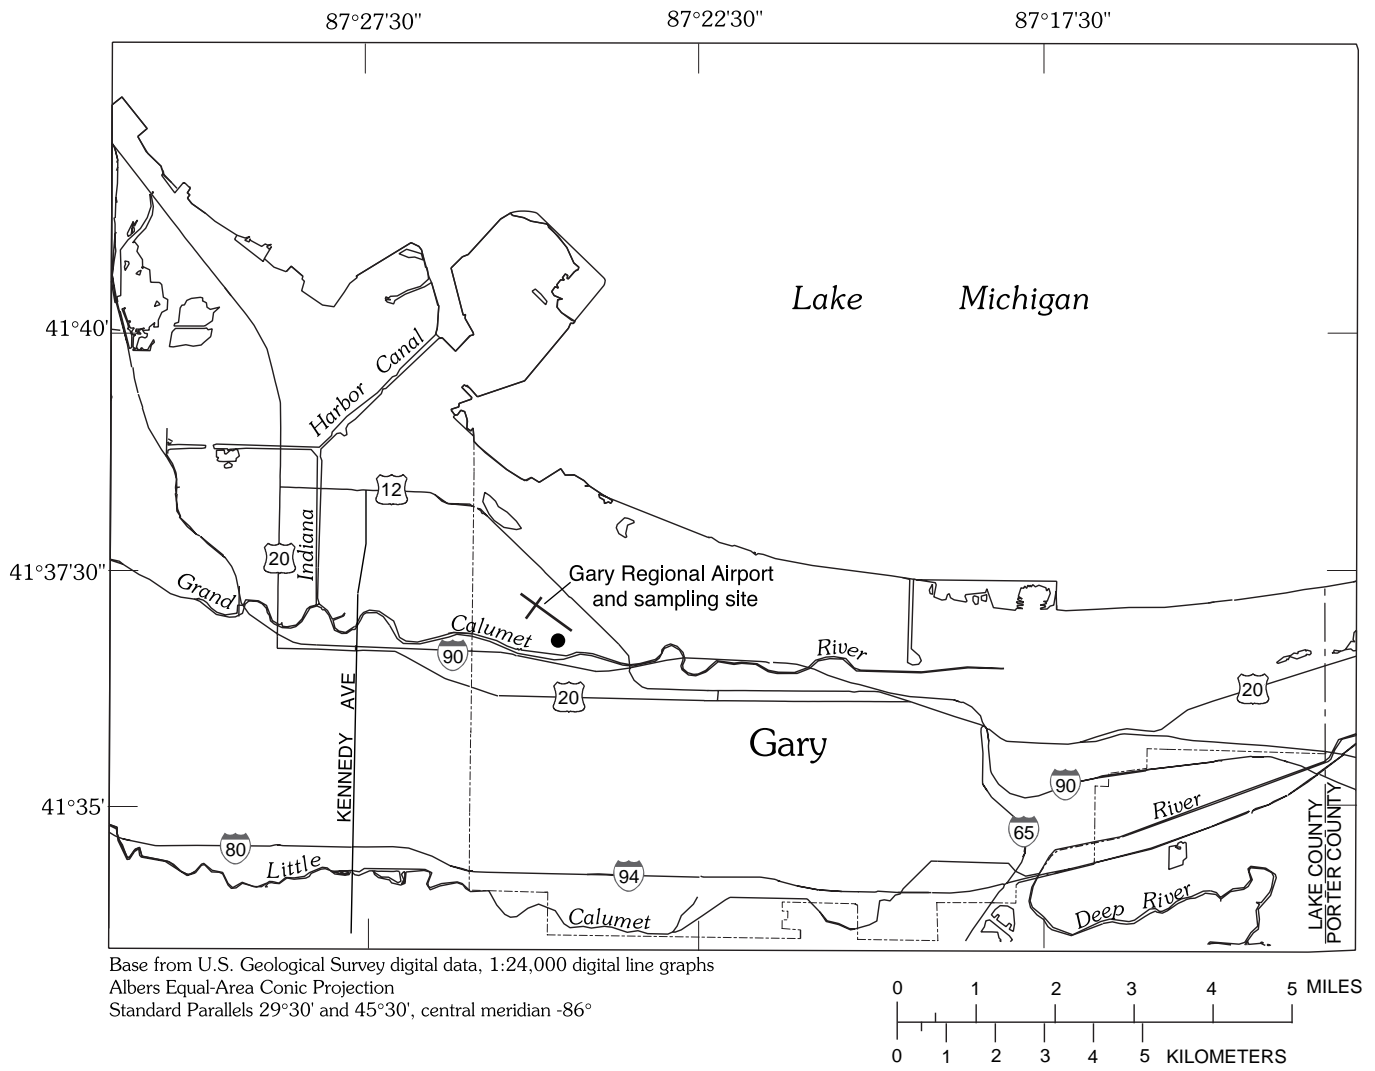 87°27'30"
87°22'30"
87°17'30"
Lake Michigan
41°40'
Harbor Canal
12
Indiana
20
41°37'30"
Gary Regional Airport
and sampling site
Grand
Calumet
River
90
20
20
KENNEDY AVE
Gary
90
River
41°35'
65
80
Little
94
LAKE COUNTY
PORTER COUNTY
Deep River
Calumet
Base from U.S. Geological Survey digital data, 1:24,000 digital line graphs
Albers Equal-Area Conic Projection
Standard Parallels 29°30' and 45°30', central meridian -86°
0 1 2 3 4 5 MILES
0 1 2 3 4 5 KILOMETERS